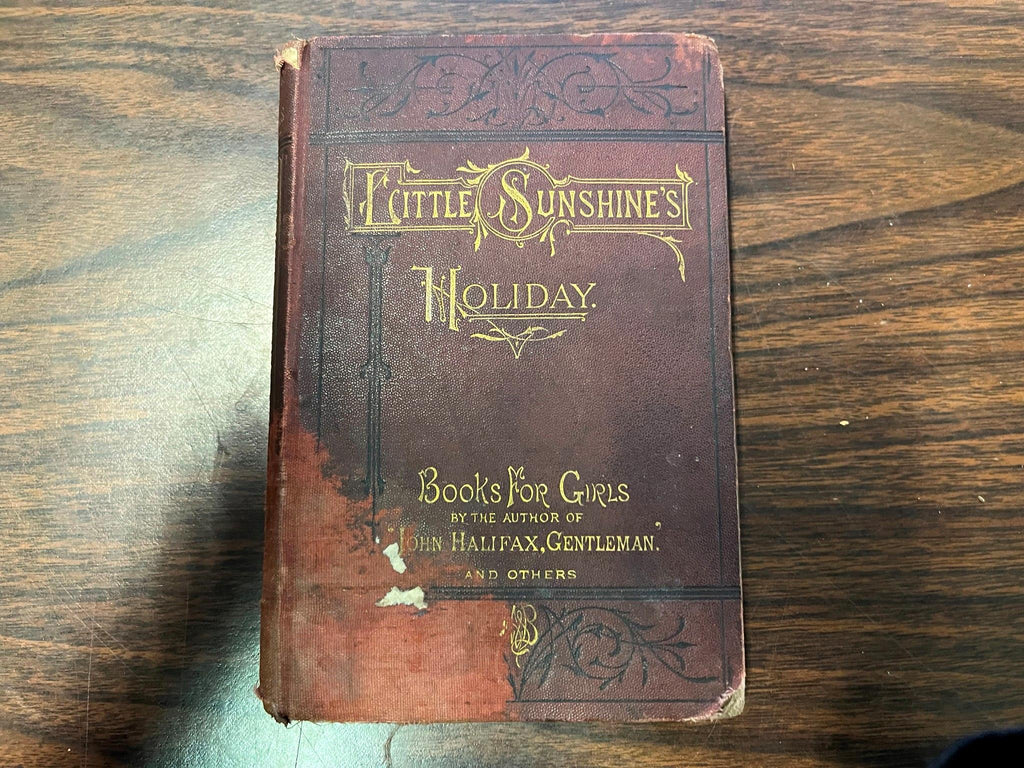 LITTLE SUNSHINE'S
HOLIDAY.
BOOKS FOR GIRLS
BY THE AUTHOR OF
"JOHN HALIFAX, GENTLEMAN,"
AND OTHERS